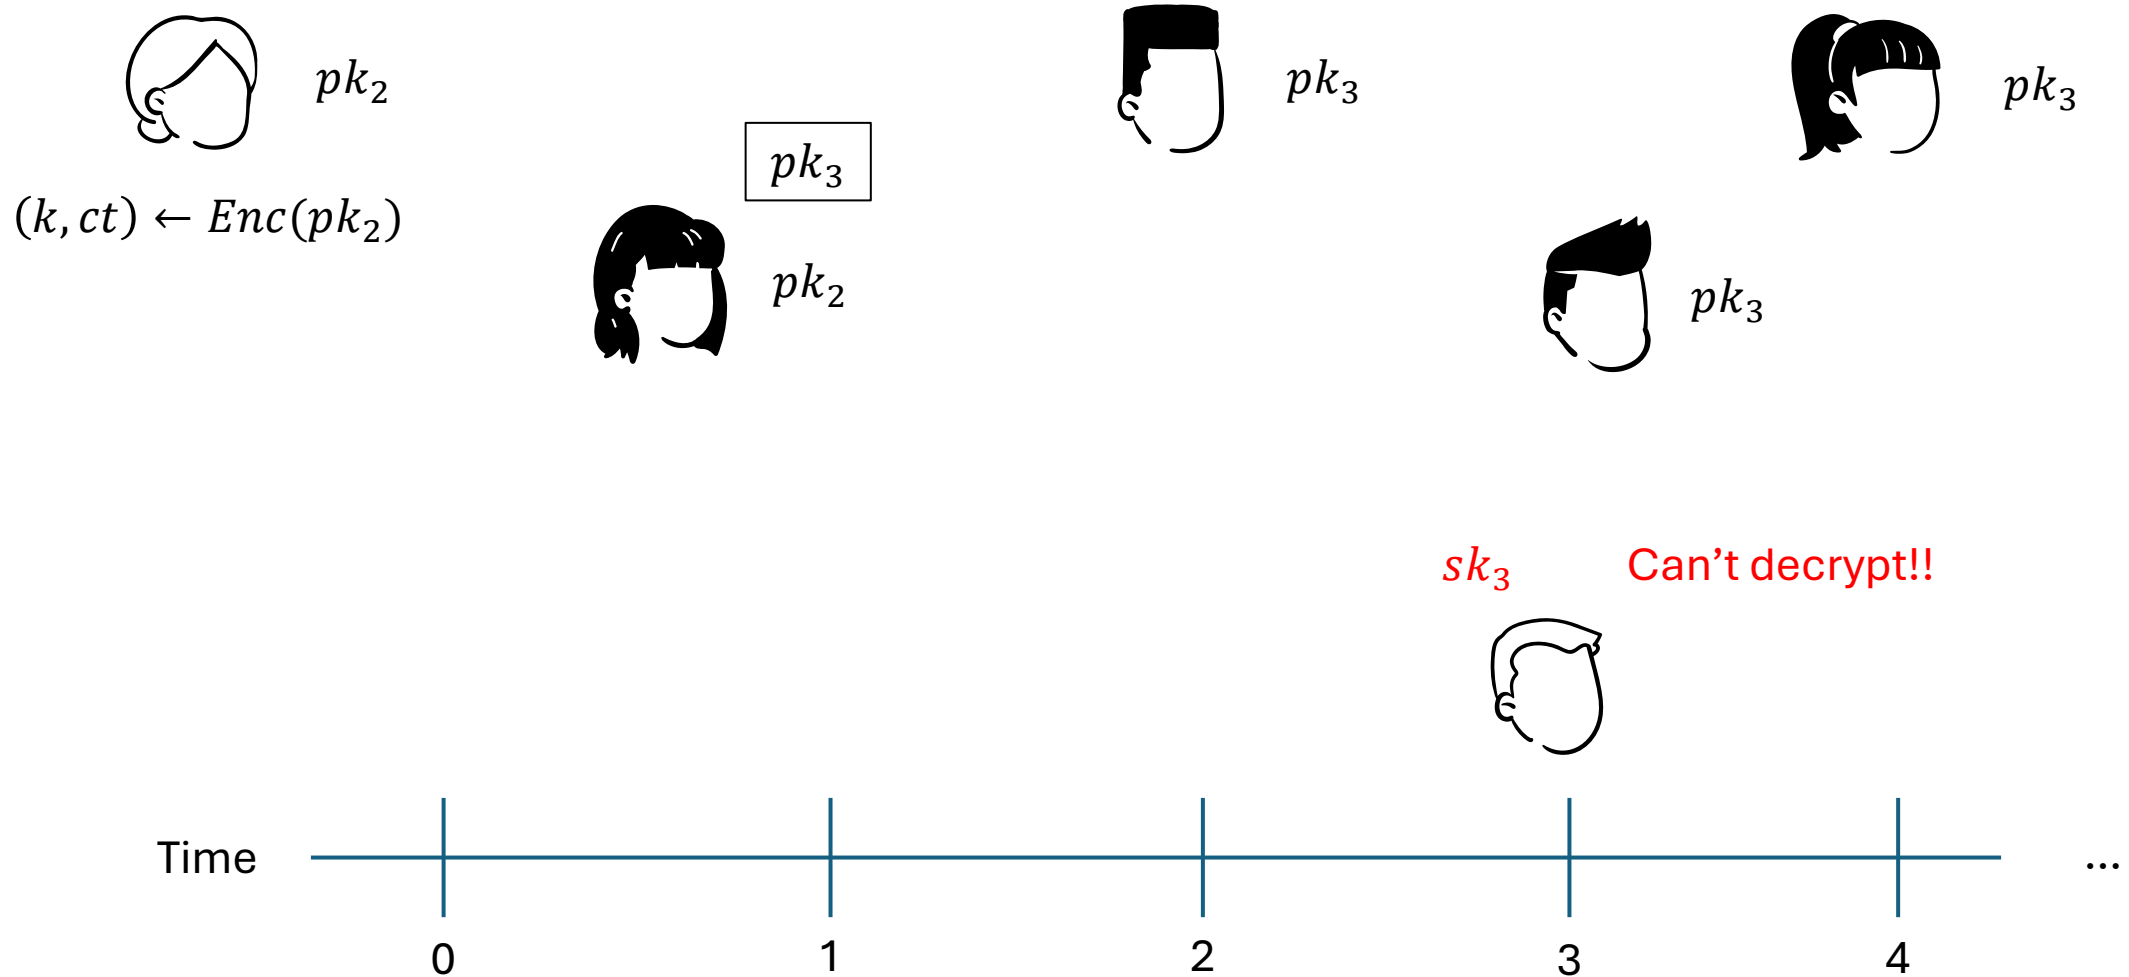 𝑝𝑘₂
𝑝𝑘₃
𝑝𝑘₃
𝑝𝑘₃
(𝑘, 𝑐𝑡) ← 𝐸𝑛𝑐(𝑝𝑘₂)
𝑝𝑘₂
𝑝𝑘₃
𝑠𝑘₃ Can’t decrypt!!
Time ...
0 1 2 3 4